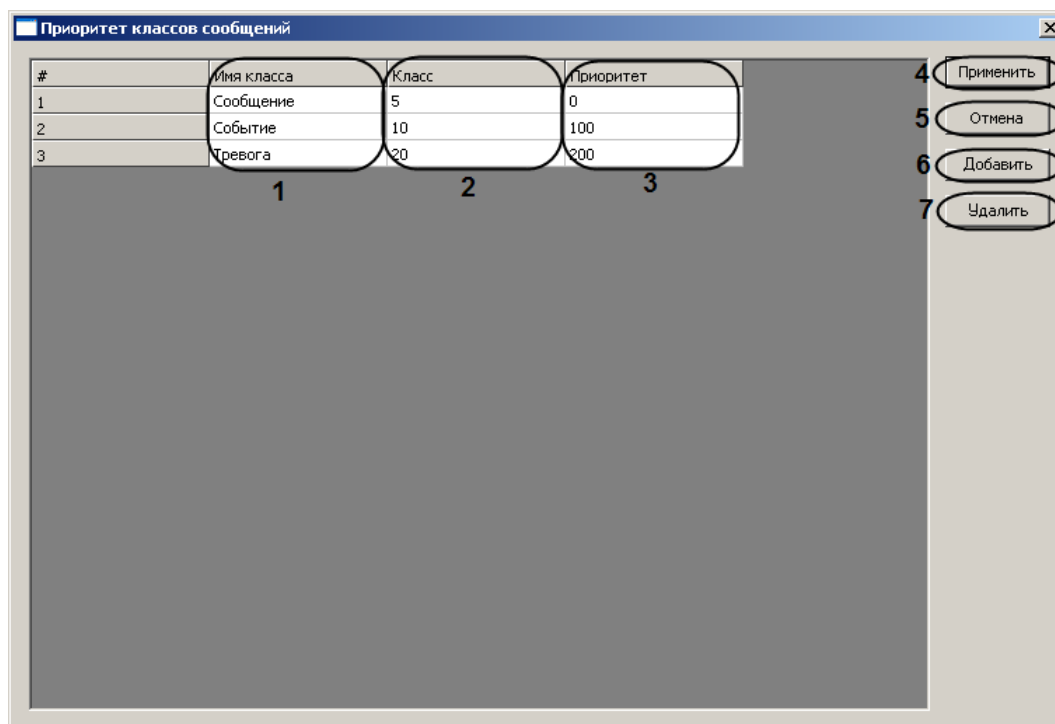 Приоритет классов сообщений
# Имя класса Класс Приоритет
1 Сообщение 5 0
2 Событие 10 100
3 Тревога 20 200
1 2 3
4 Применить
5 Отмена
6 Добавить
7 Удалить